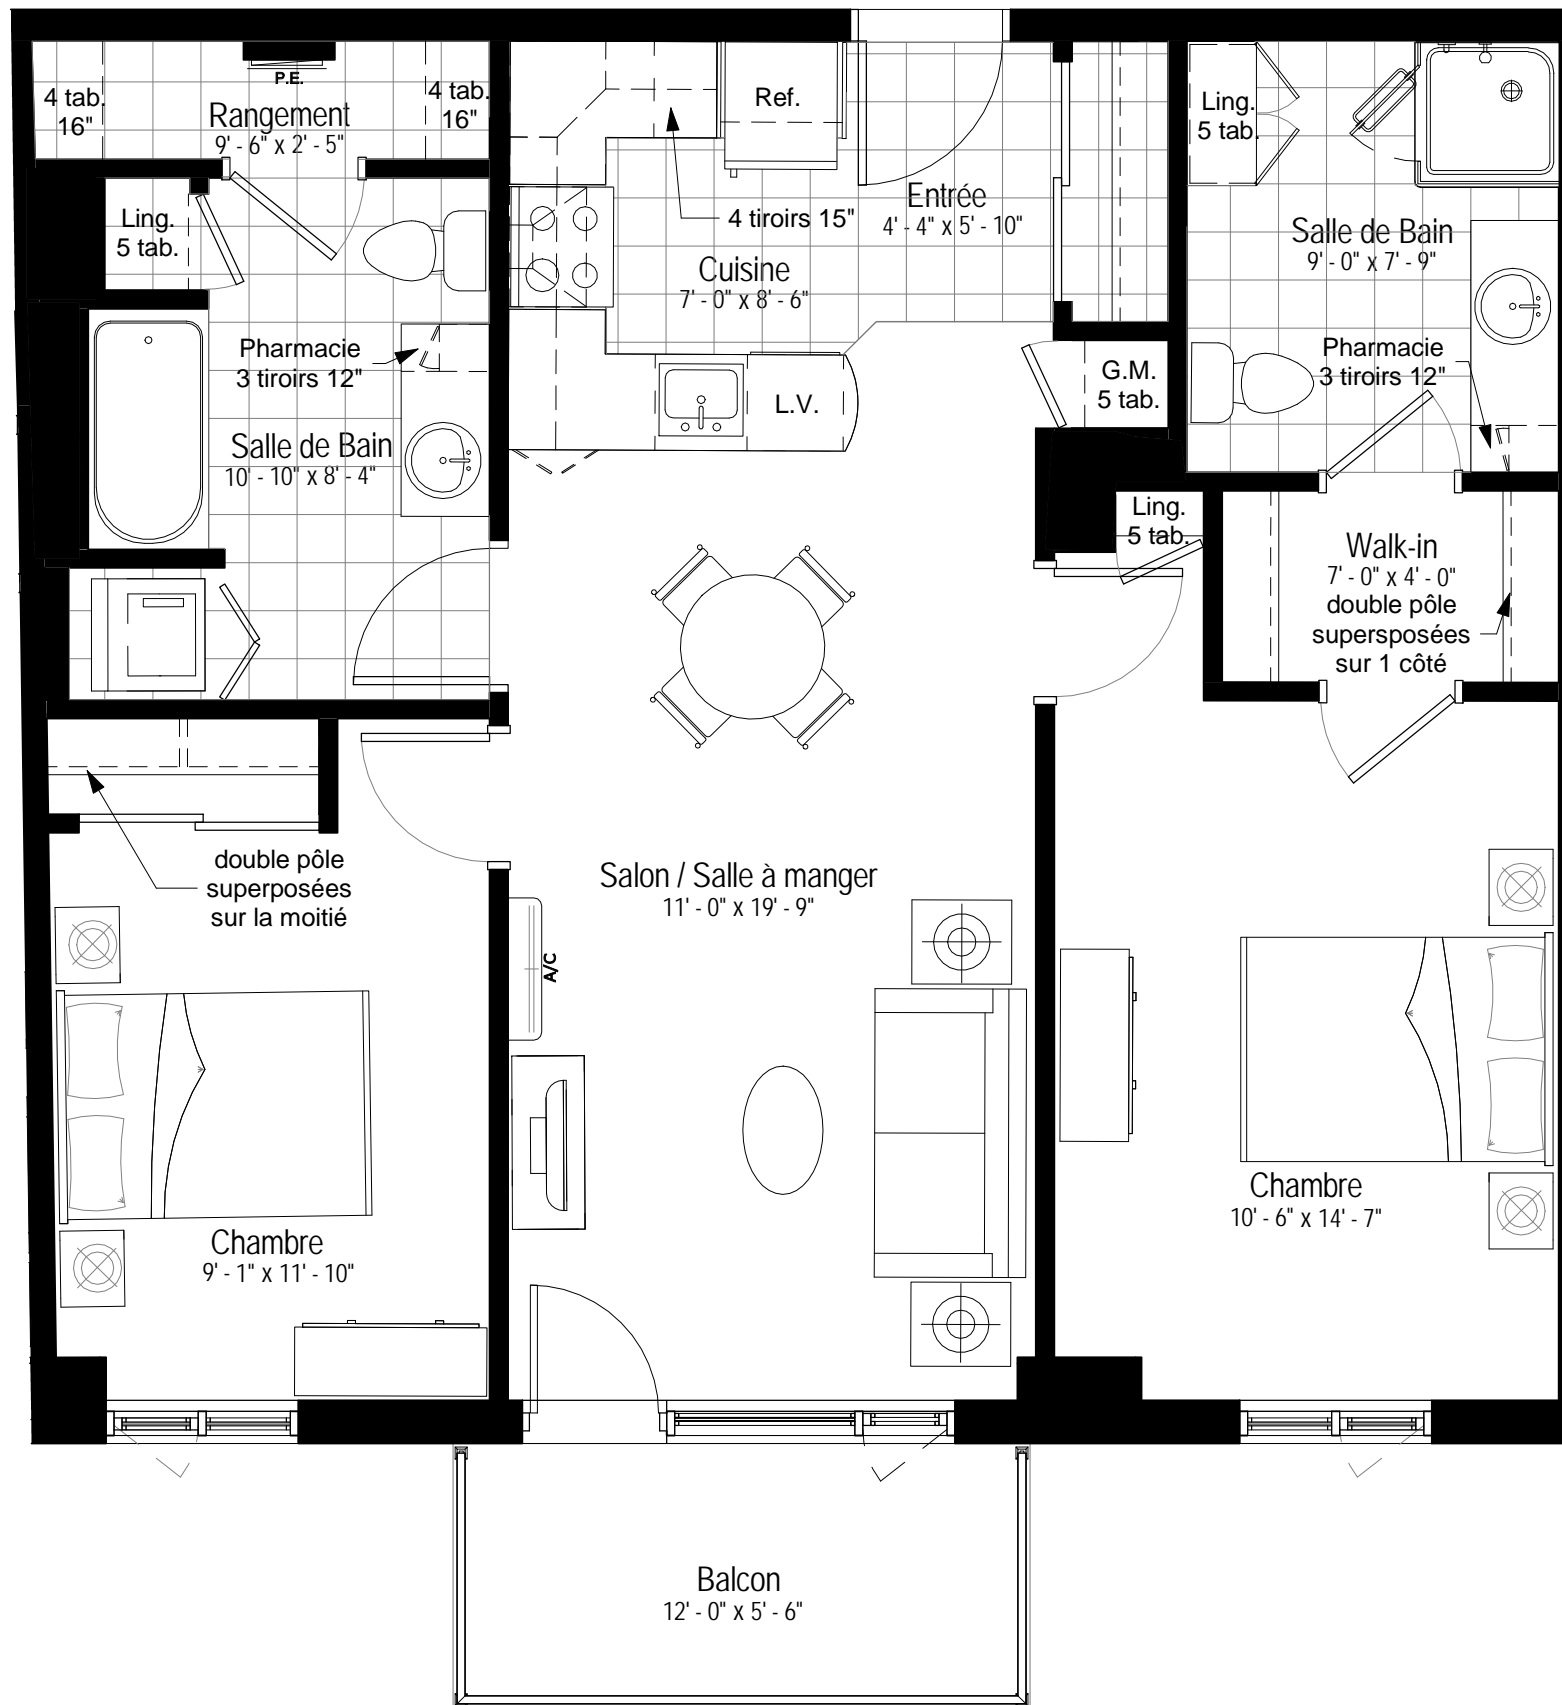 P.E.
4 tab.
16"
4 tab.
16"
Rangement
9' - 6" x 2' - 5"
Ref.
Ling.
5 tab.
Ling.
5 tab.
4 tiroirs 15"
Entrée
4' - 4" x 5' - 10"
Cuisine
7' - 0" x 8' - 6"
Salle de Bain
9' - 0" x 7' - 9"
Pharmacie
3 tiroirs 12"
L.V.
G.M.
5 tab.
Pharmacie
3 tiroirs 12"
Salle de Bain
10' - 10" x 8' - 4"
Ling.
5 tab.
Walk-in
7' - 0" x 4' - 0"
double pôle
supersposées
sur 1 côté
double pôle
superposées
sur la moitié
Salon / Salle à manger
11' - 0" x 19' - 9"
A/C
Chambre
9' - 1" x 11' - 10"
Chambre
10' - 6" x 14' - 7"
Balcon
12' - 0" x 5' - 6"